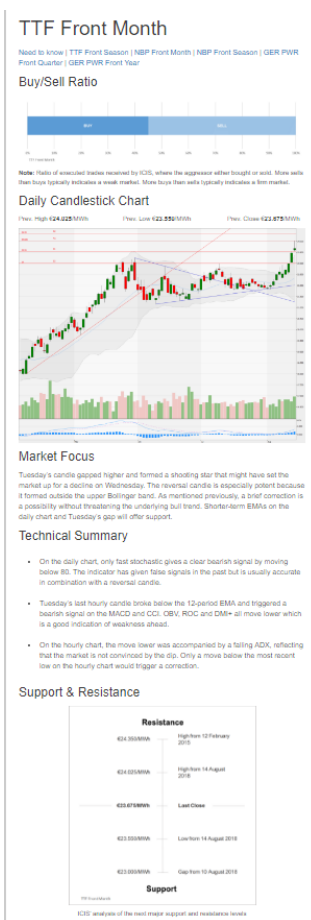 TTF Front Month
Need to know | TTF Front Season | NBP Front Month | NBP Front Season | GER PWR
Front Quarter | GER PWR Front Year
Buy/Sell Ratio
BUY
SELL
TTF Front Month
Note: Ratio of executed trades received by ICIS, where the aggressor either bought or sold. More sells
than buys typically indicates a weak market. More buys than sells typically indicates a firm market.
Daily Candlestick Chart
Prev. High €24.025/MWh Prev. Low €23.550/MWh Prev. Close €23.675/MWh
Market Focus
Tuesday's candle gapped higher and formed a shooting star that might have set the
market up for a decline on Wednesday. The reversal candle is especially potent because
it formed outside the upper Bollinger band. As mentioned previously, a brief correction is
a possibility without threatening the underlying bull trend. Shorter-term EMAs on the
daily chart and Tuesday's gap will offer support.
Technical Summary
• On the daily chart, only fast stochastic gives a clear bearish signal by moving
below 80. The indicator has given false signals in the past but is usually accurate
in combination with a reversal candle.
• Tuesday's last hourly candle broke below the 12-period EMA and triggered a
bearish signal on the MACD and CCI. OBV, ROC and DMI+ all move lower which
is a good indication of weakness ahead.
• On the hourly chart, the move lower was accompanied by a falling ADX, reflecting
that the market is not convinced by the dip. Only a move below the most recent
low on the hourly chart would trigger a correction.
Support & Resistance
Resistance
€24.350/MWh High from 12 February
2015
€24.025/MWh High from 14 August
2018
€23.675/MWh Last Close
€23.550/MWh Low from 14 August 2018
€23.000/MWh Gap from 10 August 2018
Support
TTF Front Month
ICIS' analysis of the next major support and resistance levels